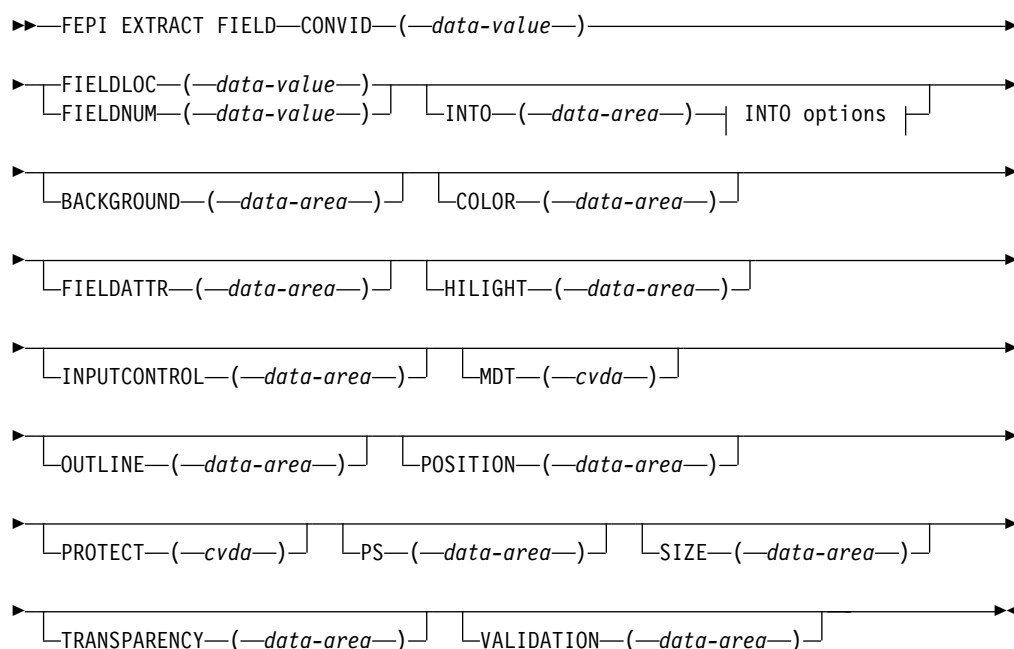 FEPI EXTRACT FIELD CONVID ( data-value )
FIELDLOC ( data-value )
FIELDNUM ( data-value ) INTO ( data-area ) INTO options
BACKGROUND ( data-area ) COLOR ( data-area )
FIELDATTR ( data-area ) HILIGHT ( data-area )
INPUTCONTROL ( data-area ) MDT ( cvda )
OUTLINE ( data-area ) POSITION ( data-area )
PROTECT ( cvda ) PS ( data-area ) SIZE ( data-area )
TRANSPARENCY ( data-area ) VALIDATION ( data-area )